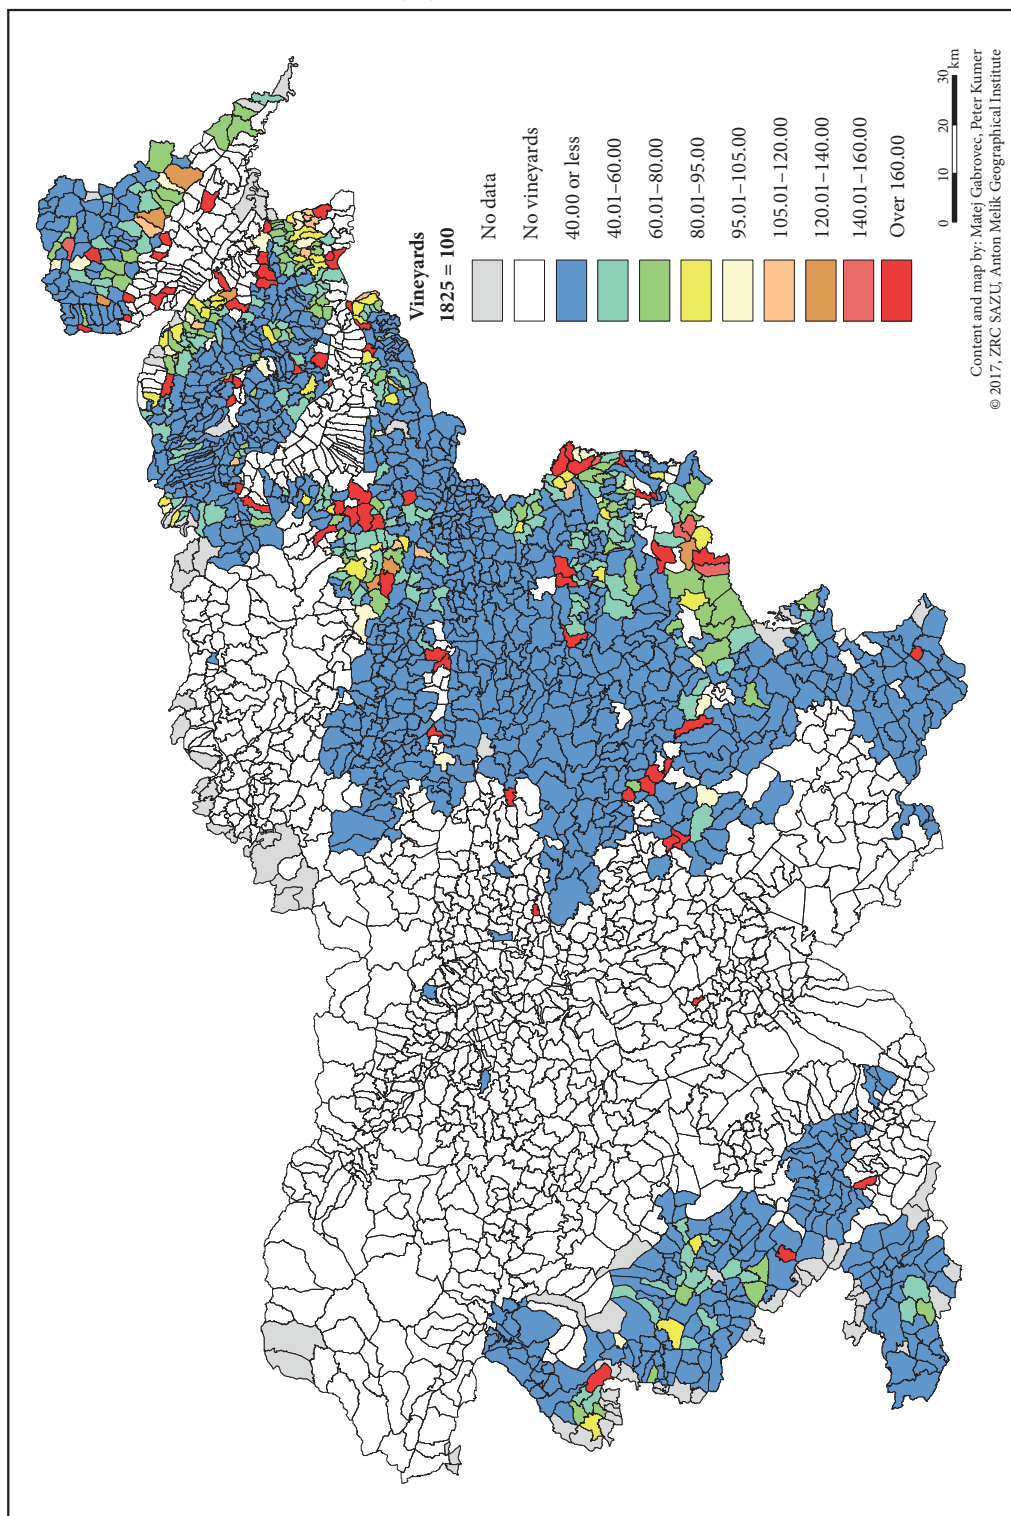 Vineyards
1825 = 100
No data
No vineyards
40.00 or less
40.01–60.00
60.01–80.00
80.01–95.00
95.01–105.00
105.01–120.00
120.01–140.00
140.01–160.00
Over 160.00
0 10 20 30
km
Content and map by: Matej Gabrovec, Peter Kumer
© 2017, ZRC SAZU, Anton Melik Geographical Institute